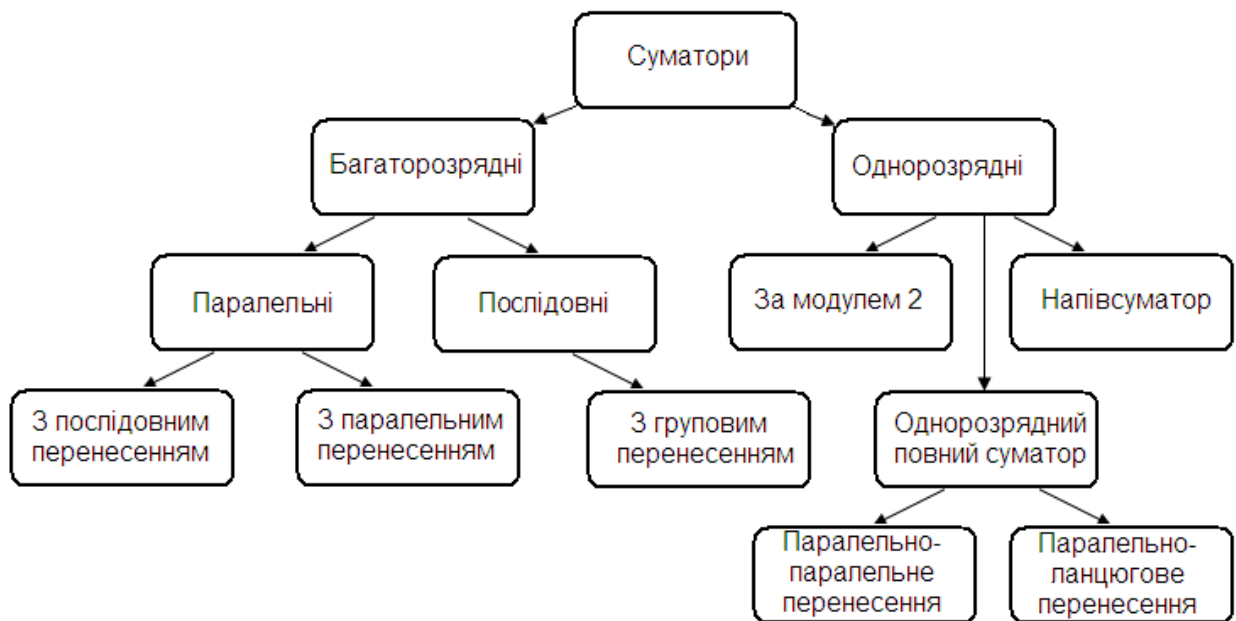 Суматори
Багаторозрядні
Однорозрядні
Паралельні
Послідовні
За модулем 2
Напівсуматор
З послідовним
перенесенням
З паралельним
перенесенням
З груповим
перенесенням
Однорозрядний
повний суматор
Паралельно-
паралельне
перенесення
Паралельно-
ланцюгове
перенесення